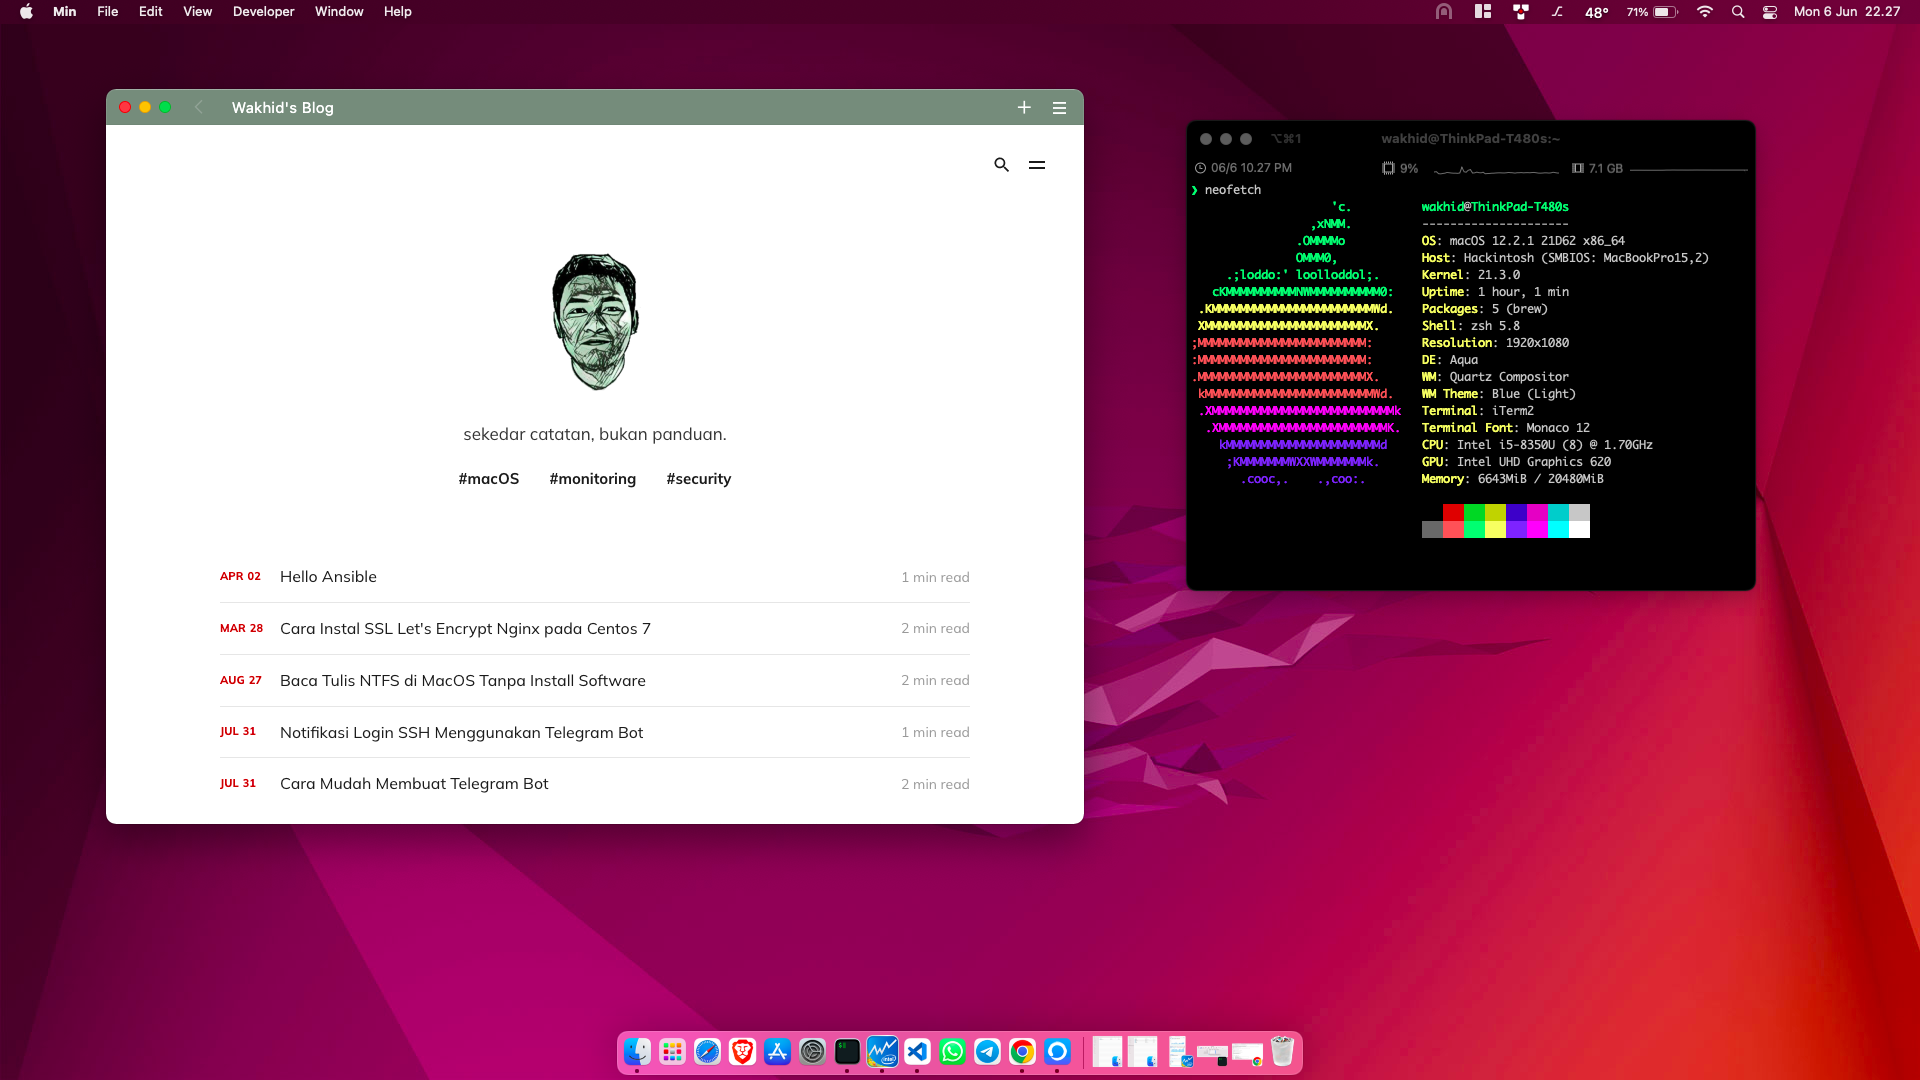 Min File Edit View Developer Window Help 48° 71% Mon 6 Jun 22.27
Wakhid's Blog
sekedar catatan, bukan panduan.
#macOS #monitoring #security
APR 02 Hello Ansible 1 min read
MAR 28 Cara Instal SSL Let's Encrypt Nginx pada Centos 7 2 min read
AUG 27 Baca Tulis NTFS di MacOS Tanpa Install Software 2 min read
JUL 31 Notifikasi Login SSH Menggunakan Telegram Bot 1 min read
JUL 31 Cara Mudah Membuat Telegram Bot 2 min read
⌥⌘1 wakhid@ThinkPad-T480s:~
06/6 10.27 PM 9% 7.1 GB
❯ neofetch
'c. wakhid@ThinkPad-T480s
,xNMM. ---------------------
.OMMMMo OS: macOS 12.2.1 21D62 x86_64
OMMM0, Host: Hackintosh (SMBIOS: MacBookPro15,2)
.;loddo:' loolloddol;. Kernel: 21.3.0
cKMMMMMMMMMMNWMMMMMMMMMM0: Uptime: 1 hour, 1 min
.KMMMMMMMMMMMMMMMMMMMMMMMWd. Packages: 5 (brew)
XMMMMMMMMMMMMMMMMMMMMMMMX. Shell: zsh 5.8
;MMMMMMMMMMMMMMMMMMMMMMMM: Resolution: 1920x1080
:MMMMMMMMMMMMMMMMMMMMMMMM: DE: Aqua
.MMMMMMMMMMMMMMMMMMMMMMMMX. WM: Quartz Compositor
kMMMMMMMMMMMMMMMMMMMMMMMMWd. WM Theme: Blue (Light)
.XMMMMMMMMMMMMMMMMMMMMMMMMMMk Terminal: iTerm2
.XMMMMMMMMMMMMMMMMMMMMMMMMK. Terminal Font: Monaco 12
kMMMMMMMMMMMMMMMMMMMMMMd CPU: Intel i5-8350U (8) @ 1.70GHz
;KMMMMMMMWXXWMMMMMMMk. GPU: Intel UHD Graphics 620
.cooc,. .,coo:. Memory: 6643MiB / 20480MiB